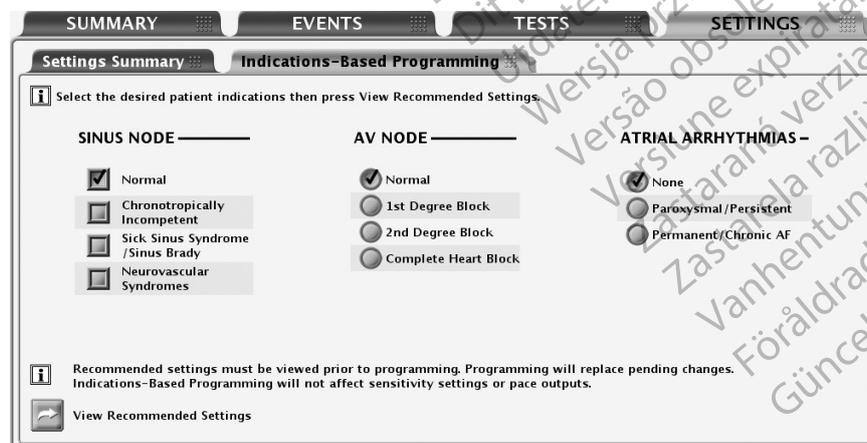 SUMMARY EVENTS TESTS SETTINGS
Settings Summary Indications-Based Programming
i Select the desired patient indications then press View Recommended Settings.
SINUS NODE
Normal
Chronotropically
Incompetent
Sick Sinus Syndrome
/Sinus Brady
Neurovascular
Syndromes
AV NODE
Normal
1st Degree Block
2nd Degree Block
Complete Heart Block
ATRIAL ARRHYTHMIAS
None
Paroxysmal/Persistent
Permanent/Chronic AF
i Recommended settings must be viewed prior to programming. Programming will replace pending changes.
Indications-Based Programming will not affect sensitivity settings or pace outputs.
View Recommended Settings
Versão obsole
Versiune expirata
Zastaraná verzia
Zastarela razli
Vanhentun
Föråldrad
Güncel